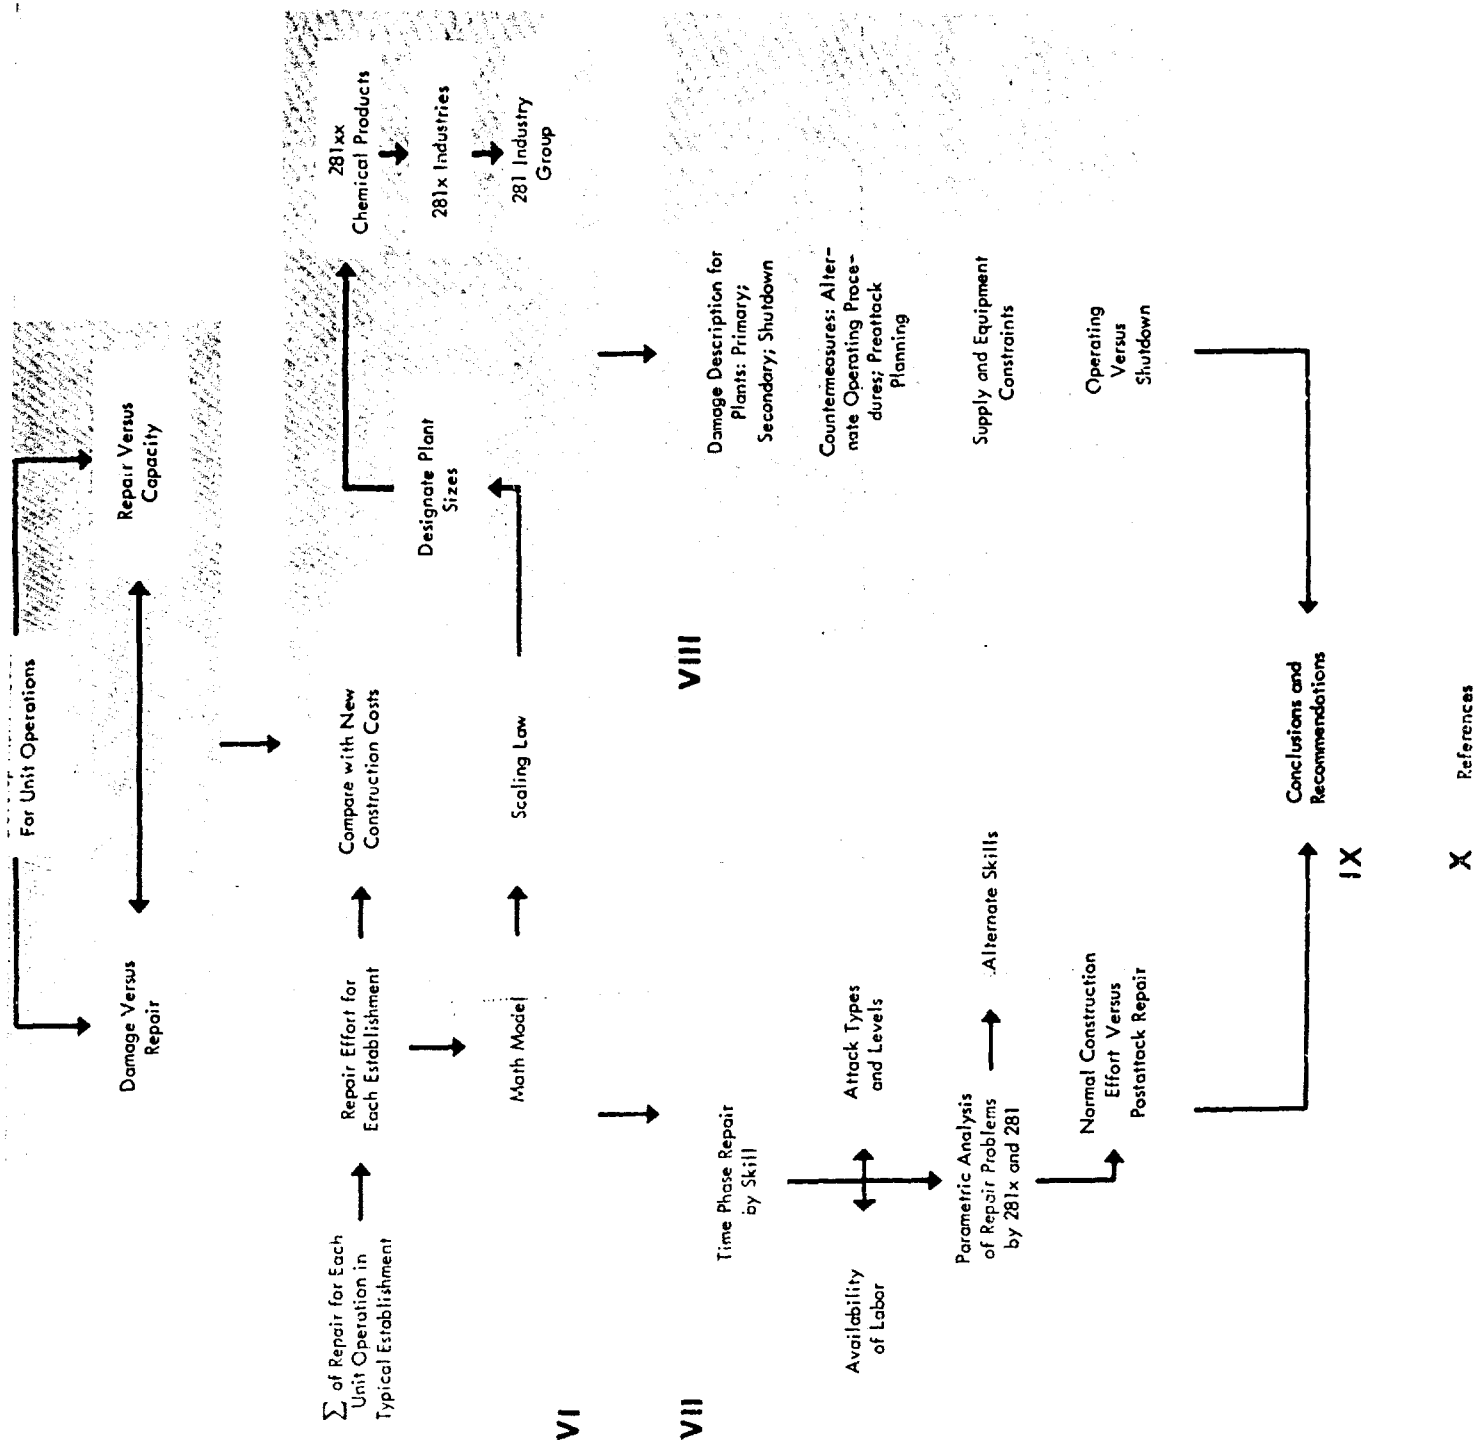 For Unit Operations
Damage Versus
Repair
Repair Versus
Capacity
∑ of Repair for Each
Unit Operation in
Typical Establishment
Repair Effort for
Each Establishment
Compare with New
Construction Costs
Math Model
Scaling Law
Designate Plant
Sizes
281xx
Chemical Products
281x Industries
281 Industry
Group
VI
VII
Time Phase Repair
by Skill
Availability
of Labor
Attack Types
and Levels
Parametric Analysis
of Repair Problems
by 281x and 281
Alternate Skills
Normal Construction
Effort Versus
Postattack Repair
VIII
Damage Description for
Plants: Primary;
Secondary; Shutdown
Countermeasures: Alter-
nate Operating Proce-
dures; Preattack
Planning
Supply and Equipment
Constraints
Operating
Versus
Shutdown
IX
Conclusions and
Recommendations
X
References